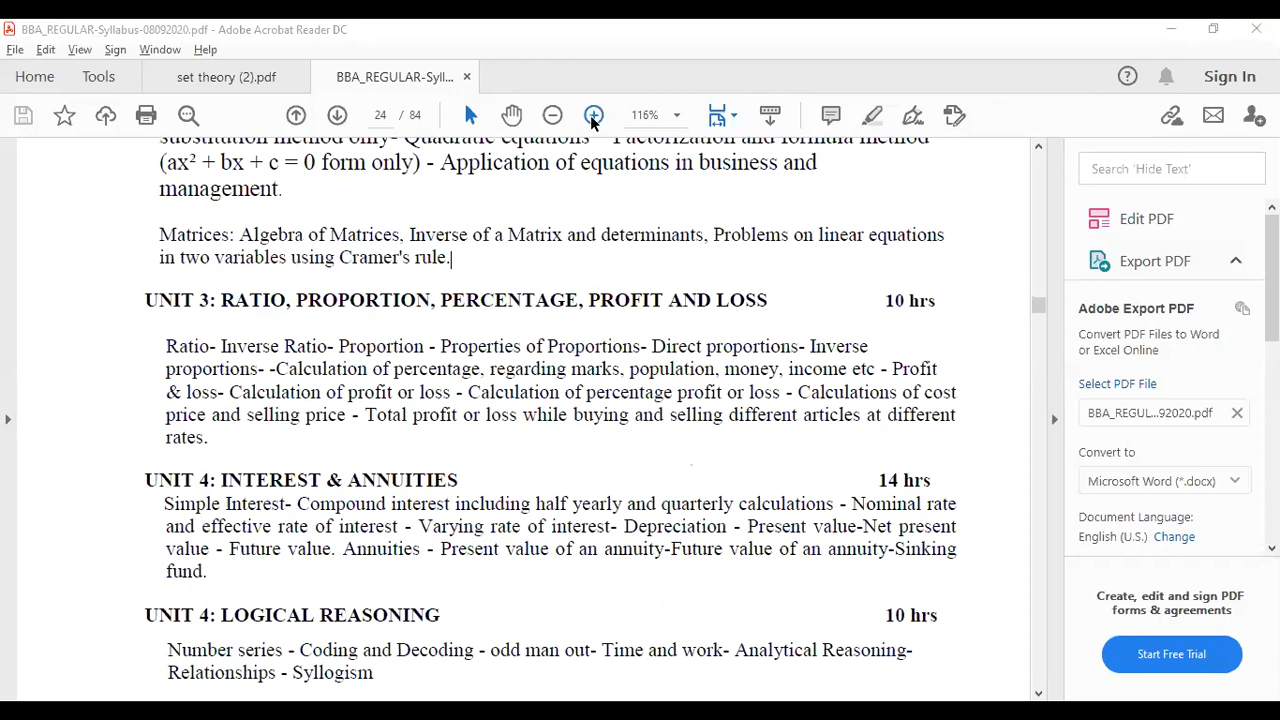 BBA_REGULAR-Syllabus-08092020.pdf - Adobe Acrobat Reader DC
File Edit View Sign Window Help
Home Tools set theory (2).pdf BBA_REGULAR-Syll... × Sign In
24 / 84 116%
substitution method only- Quadratic equations - Factorization and formula method
(ax² + bx + c = 0 form only) - Application of equations in business and
management.
Matrices: Algebra of Matrices, Inverse of a Matrix and determinants, Problems on linear equations
in two variables using Cramer's rule.
UNIT 3: RATIO, PROPORTION, PERCENTAGE, PROFIT AND LOSS 10 hrs
Ratio- Inverse Ratio- Proportion - Properties of Proportions- Direct proportions- Inverse
proportions- -Calculation of percentage, regarding marks, population, money, income etc - Profit
& loss- Calculation of profit or loss - Calculation of percentage profit or loss - Calculations of cost
price and selling price - Total profit or loss while buying and selling different articles at different
rates.
UNIT 4: INTEREST & ANNUITIES 14 hrs
Simple Interest- Compound interest including half yearly and quarterly calculations - Nominal rate
and effective rate of interest - Varying rate of interest- Depreciation - Present value-Net present
value - Future value. Annuities - Present value of an annuity-Future value of an annuity-Sinking
fund.
UNIT 4: LOGICAL REASONING 10 hrs
Number series - Coding and Decoding - odd man out- Time and work- Analytical Reasoning-
Relationships - Syllogism
Search 'Hide Text'
Edit PDF
Export PDF
Adobe Export PDF
Convert PDF Files to Word
or Excel Online
Select PDF File
BBA_REGUL...92020.pdf
Convert to
Microsoft Word (*.docx)
Document Language:
English (U.S.) Change
Create, edit and sign PDF
forms & agreements
Start Free Trial